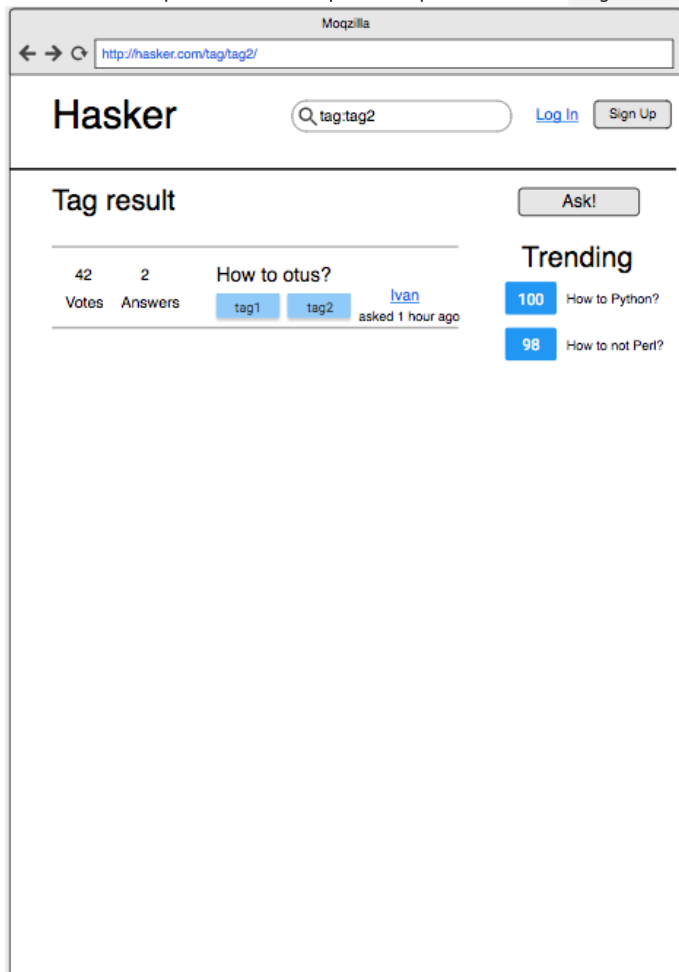 Moqzilla
http://hasker.com/tag/tag2/
Hasker
tag:tag2
Log In
Sign Up
Tag result
Ask!
42 2
Votes Answers
How to otus?
tag1 tag2
Ivan
asked 1 hour ago
Trending
100 How to Python?
98 How to not Perl?